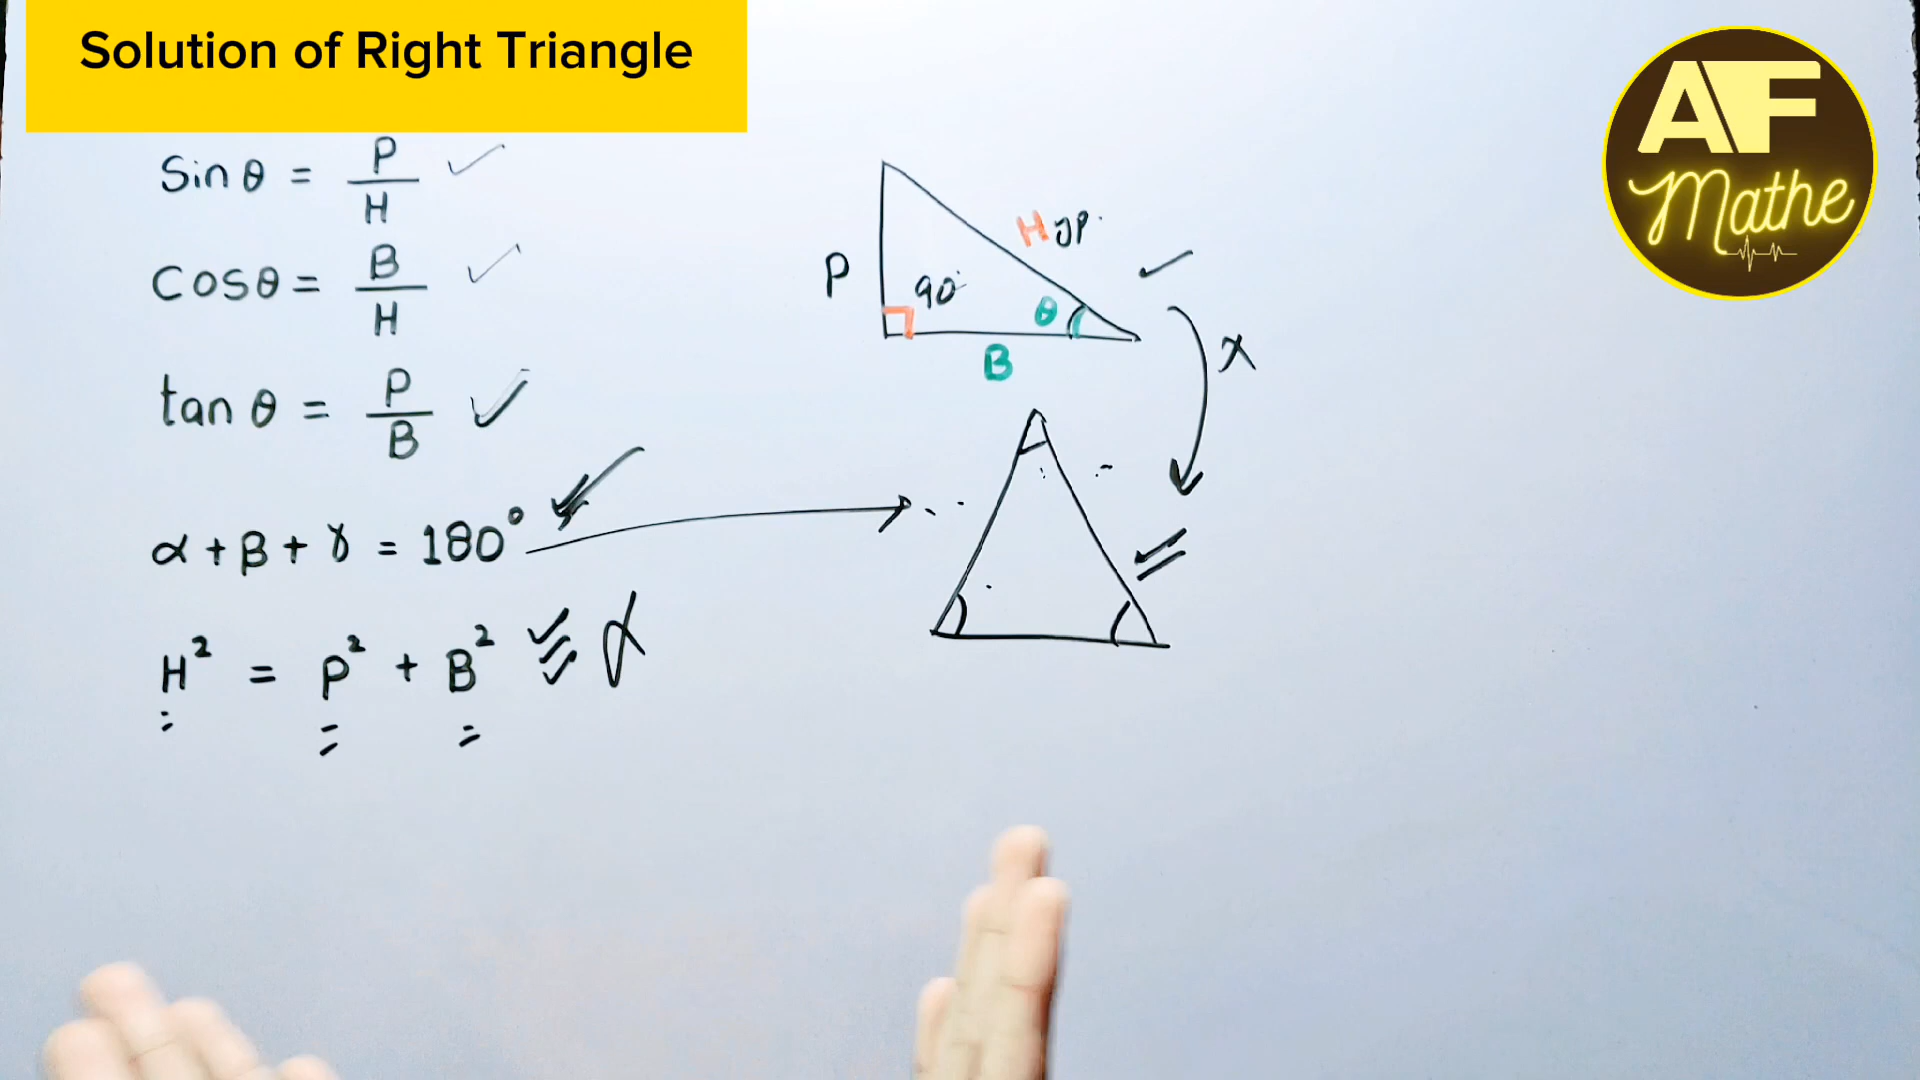 Solution of Right Triangle
AF
Mathe
Sin θ = P/H
Cosθ = B/H
tan θ = P/B
α + β + γ = 180°
H² = P² + B²
P
90°
Hyp.
θ
B
x